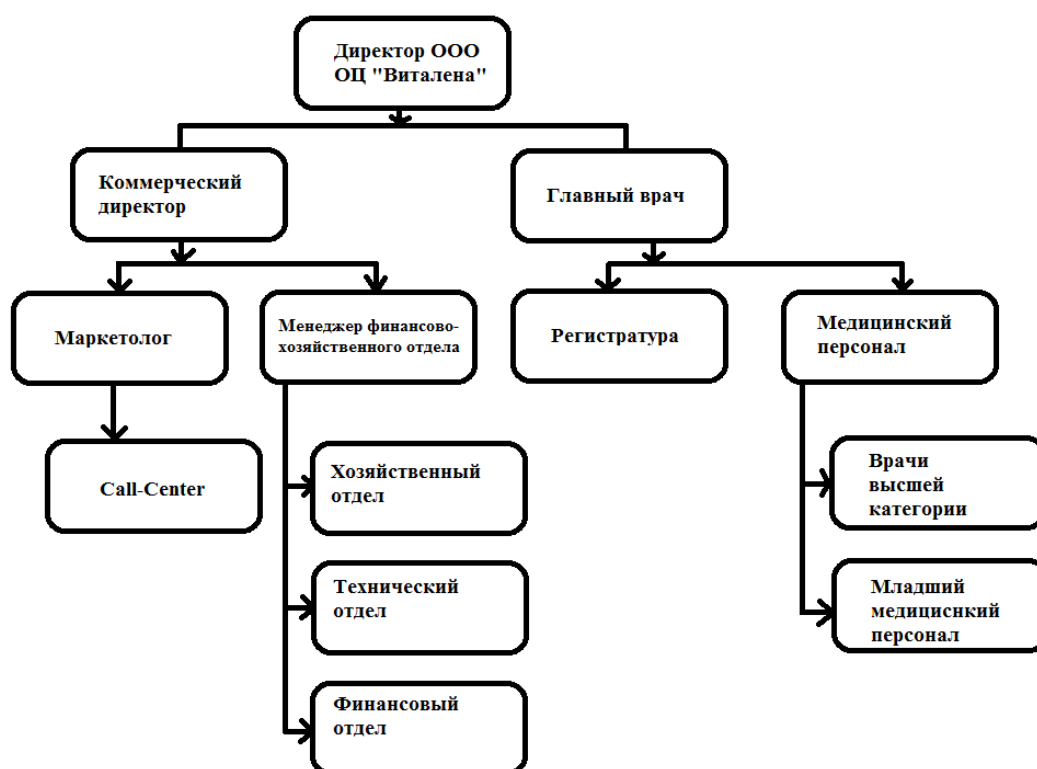 Директор ООО
ОЦ "Виталена"
Коммерческий
директор
Главный врач
Маркетолог
Менеджер финансово-
хозяйственного отдела
Регистратура
Медицинский
персонал
Call-Center
Хозяйственный
отдел
Технический
отдел
Финансовый
отдел
Врачи
высшей
категории
Младший
медициснкий
персонал